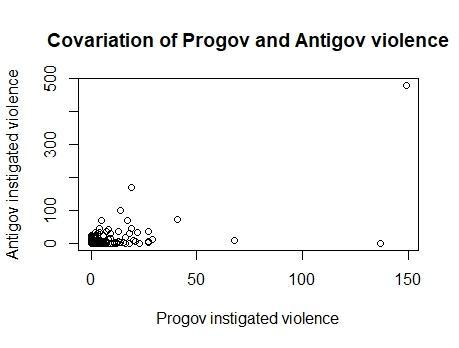 Covariation of Progov and Antigov violence
Antigov instigated violence
500
300
100
0
0
50
100
150
Progov instigated violence